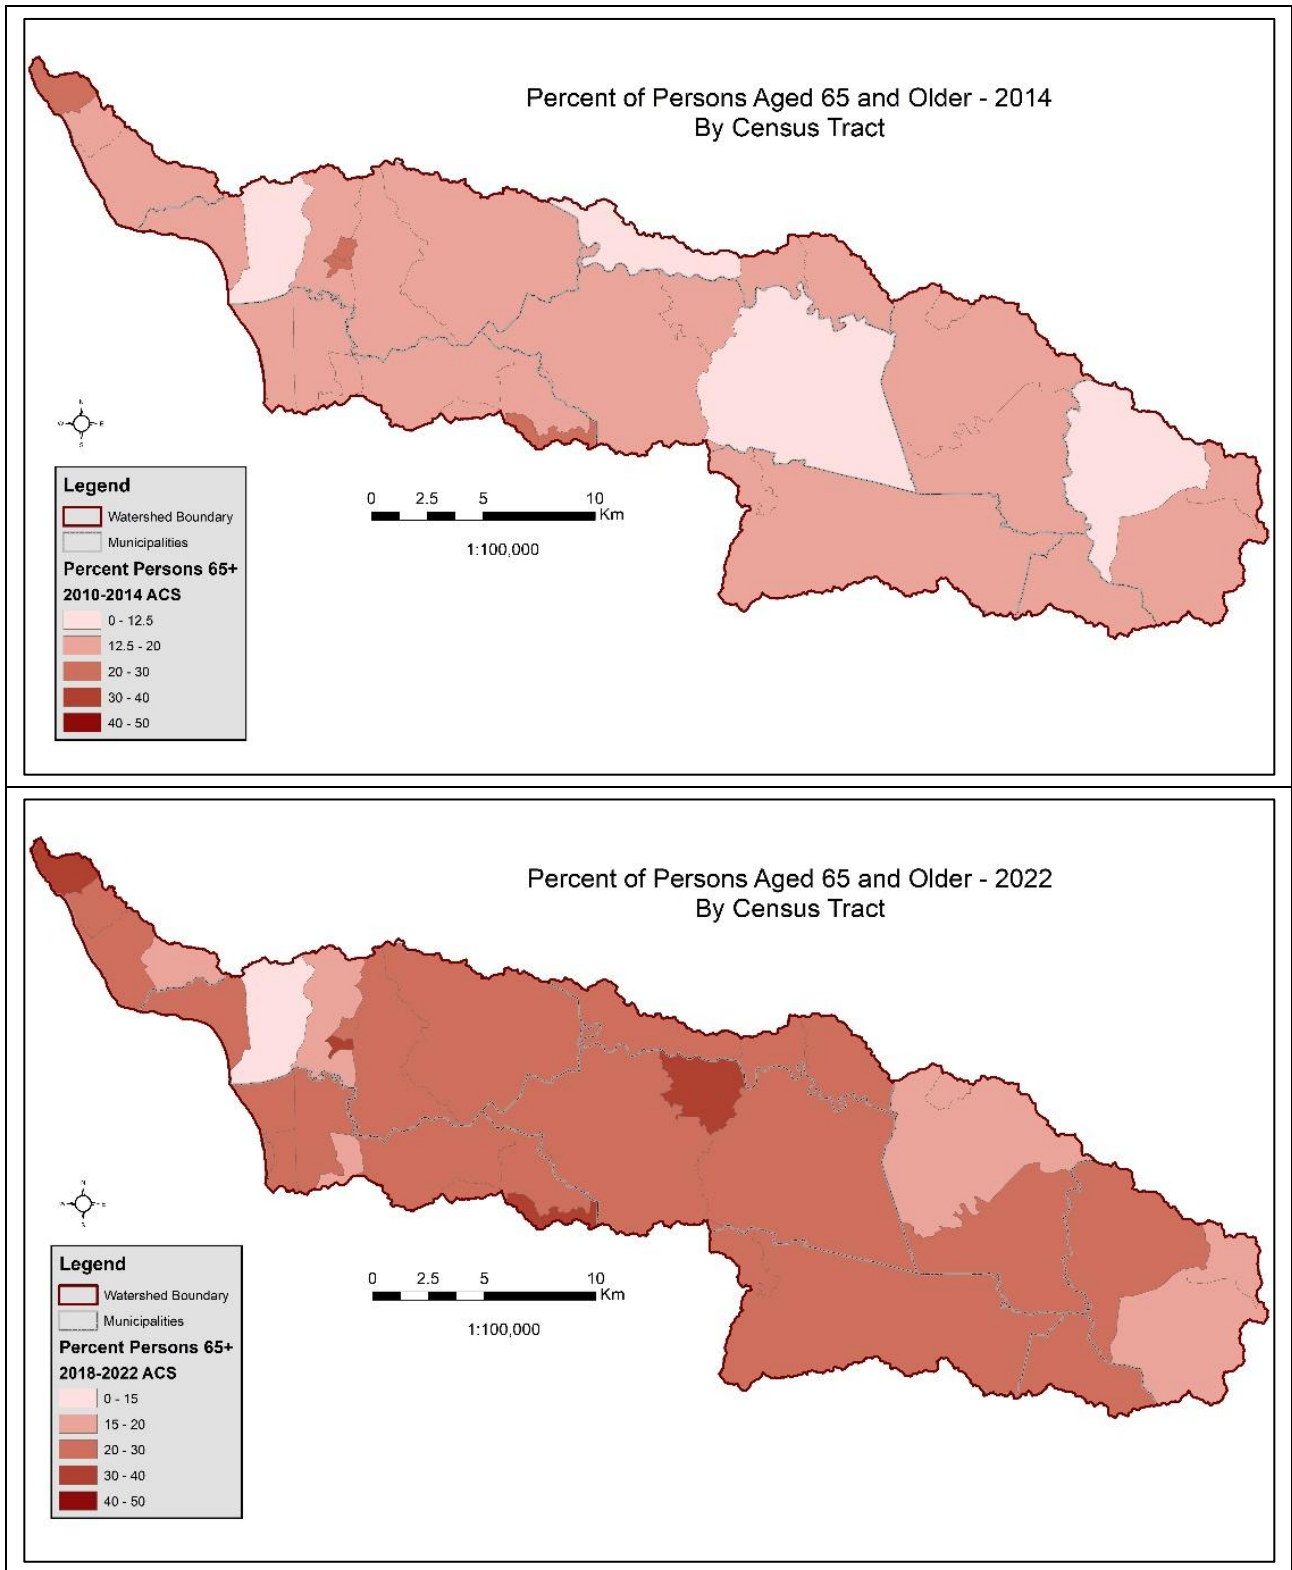 Percent of Persons Aged 65 and Older - 2014
By Census Tract
N
W E
S
Legend
Watershed Boundary
Municipalities
Percent Persons 65+
2010-2014 ACS
0 - 12.5
12.5 - 20
20 - 30
30 - 40
40 - 50
0 2.5 5 10
Km
1:100,000
Percent of Persons Aged 65 and Older - 2022
By Census Tract
N
W E
S
Legend
Watershed Boundary
Municipalities
Percent Persons 65+
2018-2022 ACS
0 - 15
15 - 20
20 - 30
30 - 40
40 - 50
0 2.5 5 10
Km
1:100,000